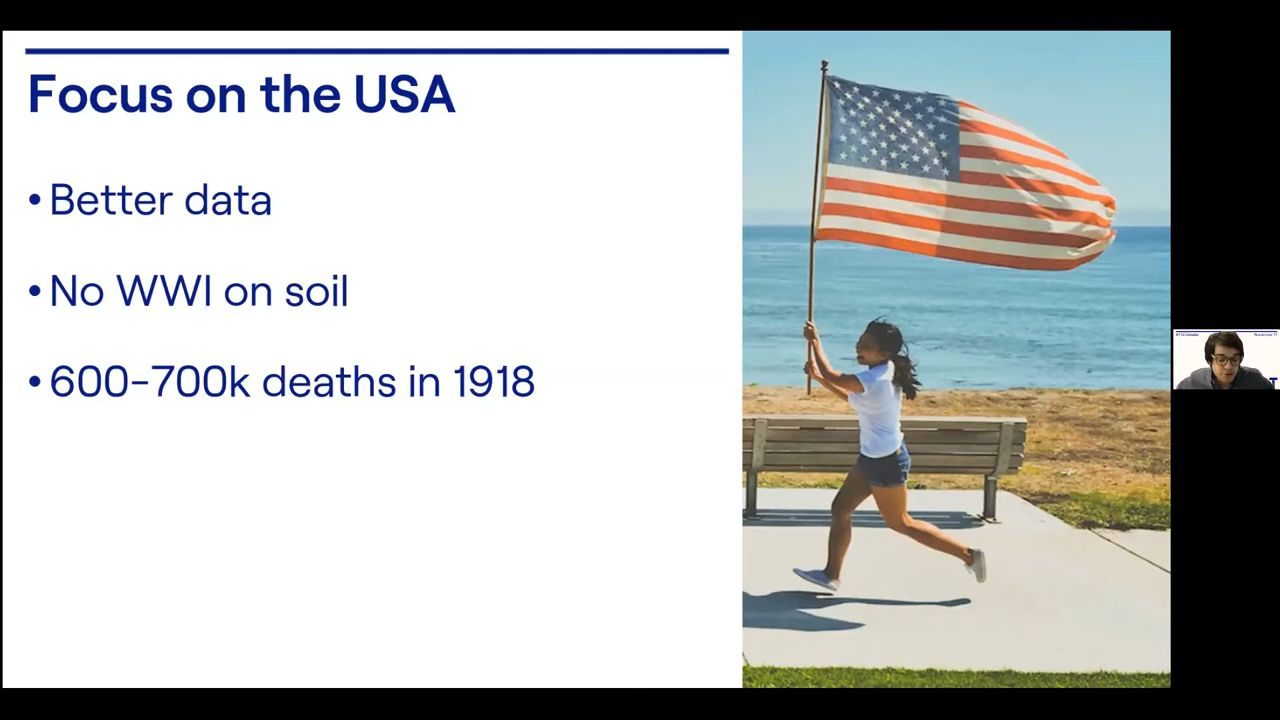 Focus on the USA
• Better data
• No WWI on soil
• 600-700k deaths in 1918